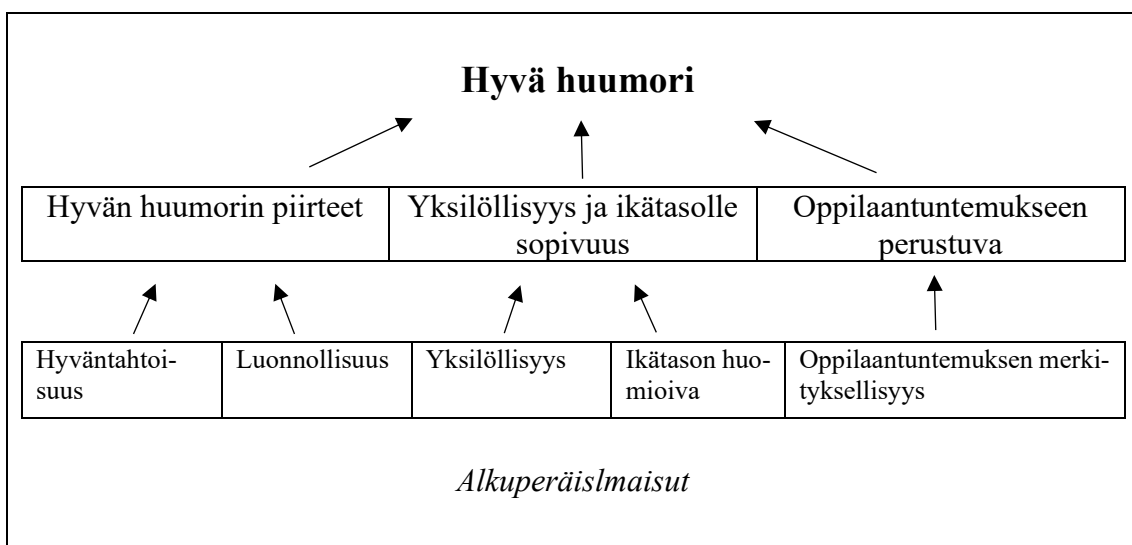 Hyvä huumori
Hyvän huumorin piirteet
Yksilöllisyys ja ikätasolle
sopivuus
Oppilaantuntemukseen
perustuva
Hyväntahtoi-
suus
Luonnollisuus
Yksilöllisyys
Ikätason huo-
mioiva
Oppilaantuntemuksen merki-
tyksellisyys
Alkuperäislmaisut